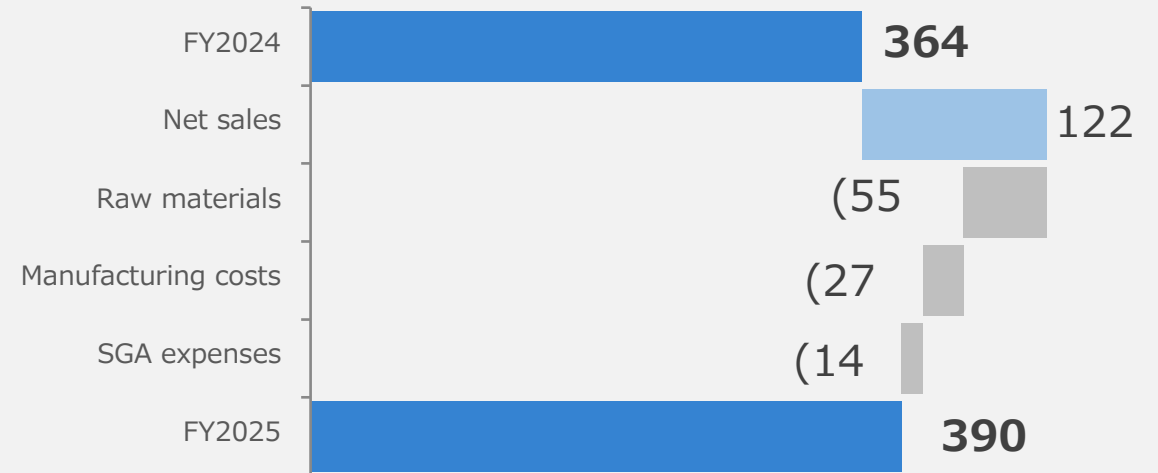 FY2024 364
Net sales 122
Raw materials (55
Manufacturing costs (27
SGA expenses (14
FY2025 390